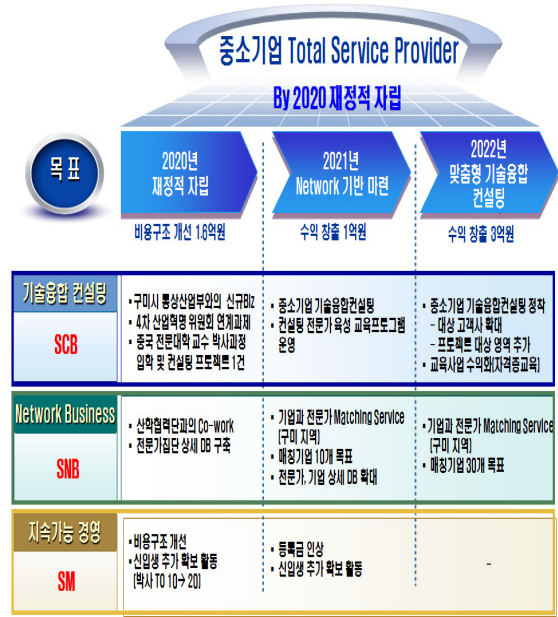 중소기업 Total Service Provider
By 2020 재정적 자립
목표
2020년
재정적 자립
2021년
Network 기반 마련
2022년
맞춤형 기술융합
컨설팅
비용구조 개선 1.6억원
수익 창출 1억원
수익 창출 3억원
기술융합 컨설팅
SCB
▪구미시 통상산업부와의 신규Biz
▪4차 산업혁명 위원회 연계과제
▪중국 전문대학 교수 박사과정
입학 및 컨설팅 프로젝트 1건
▪중소기업 기술융합컨설팅
▪컨설팅 전문가 육성 교육프로그램
운영
▪중소기업 기술융합컨설팅 정착
– 대상 고객사 확대
– 프로젝트 대상 영역 추가
▪교육사업 수익화(자격증교육)
Network Business
SNB
▪산학협력단과의 Co-work
▪전문가집단 상세 DB 구축
▪기업과 전문가 Matching Service
(구미 지역)
▪매칭기업 10개 목표
▪전문가, 기업 상세 DB 확대
▪기업과 전문가 Matching Service
(구미 지역)
▪매칭기업 30개 목표
지속가능 경영
SM
▪비용구조 개선
▪신입생 추가 확보 활동
(박사 TO 10→ 20)
▪등록금 인상
▪신입생 추가 확보 활동
–